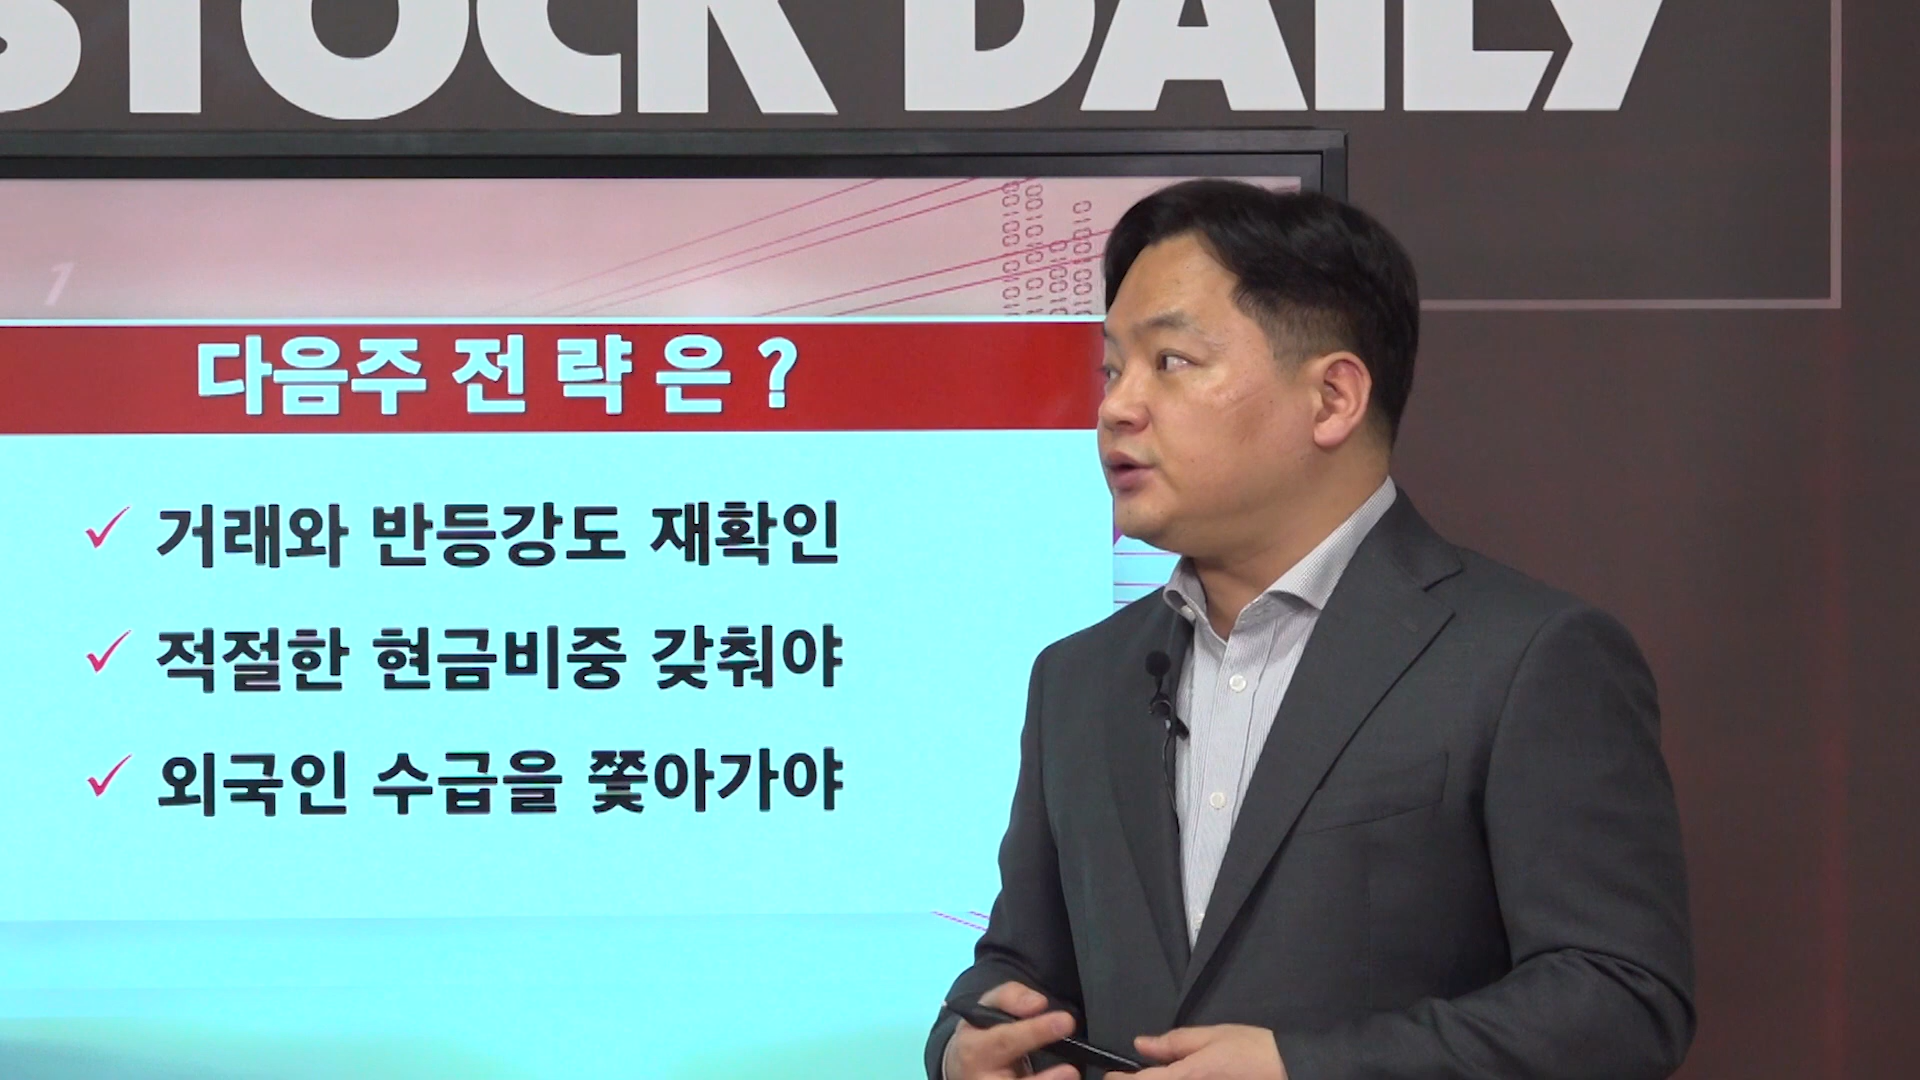 STOCK DAILY
1
다음주 전략은?
✓ 거래와 반등강도 재확인
✓ 적절한 현금비중 갖춰야
✓ 외국인 수급을 쫓아가야